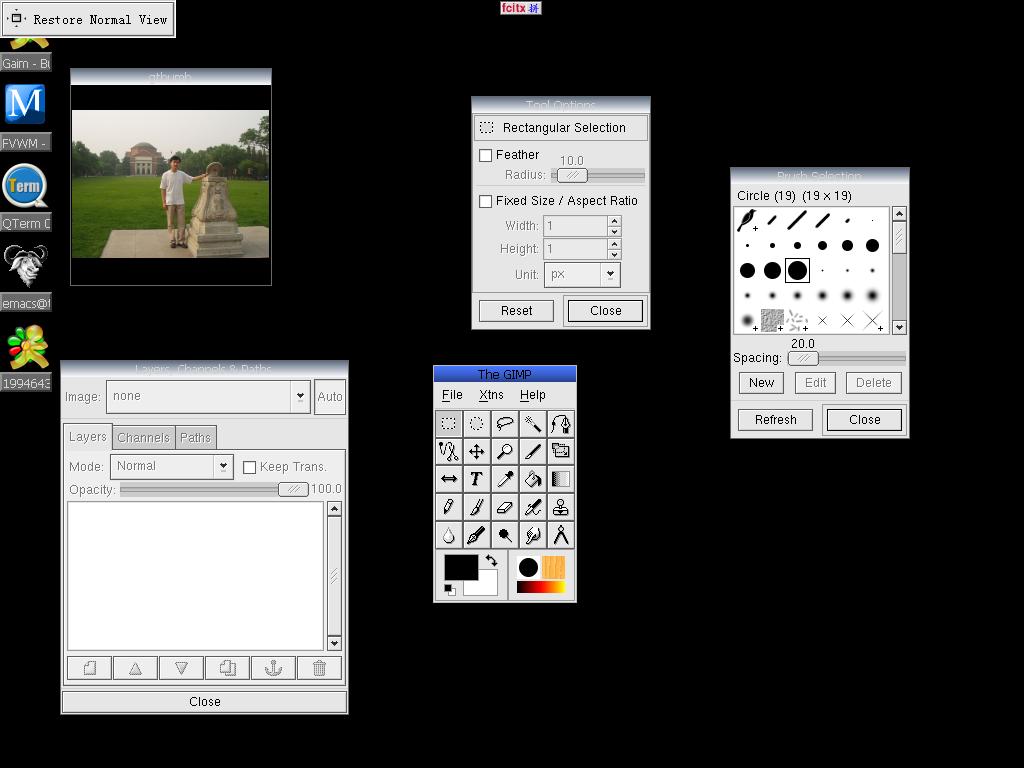 Restore Normal View
fcitx 拼
Gaim - Bu
FVWM -
Term
QTerm
emacs@
1994643
gthumb
Tool Options
Rectangular Selection
Feather
10.0
Radius:
Fixed Size / Aspect Ratio
Width: 1
Height: 1
Unit: px
Reset
Close
Brush Selection
Circle (19) (19 × 19)
20.0
Spacing:
New
Edit
Delete
Refresh
Close
Layers, Channels & Paths
Image: none
Auto
Layers
Channels
Paths
Mode: Normal
Keep Trans.
Opacity:
100.0
Close
The GIMP
File
Xtns
Help